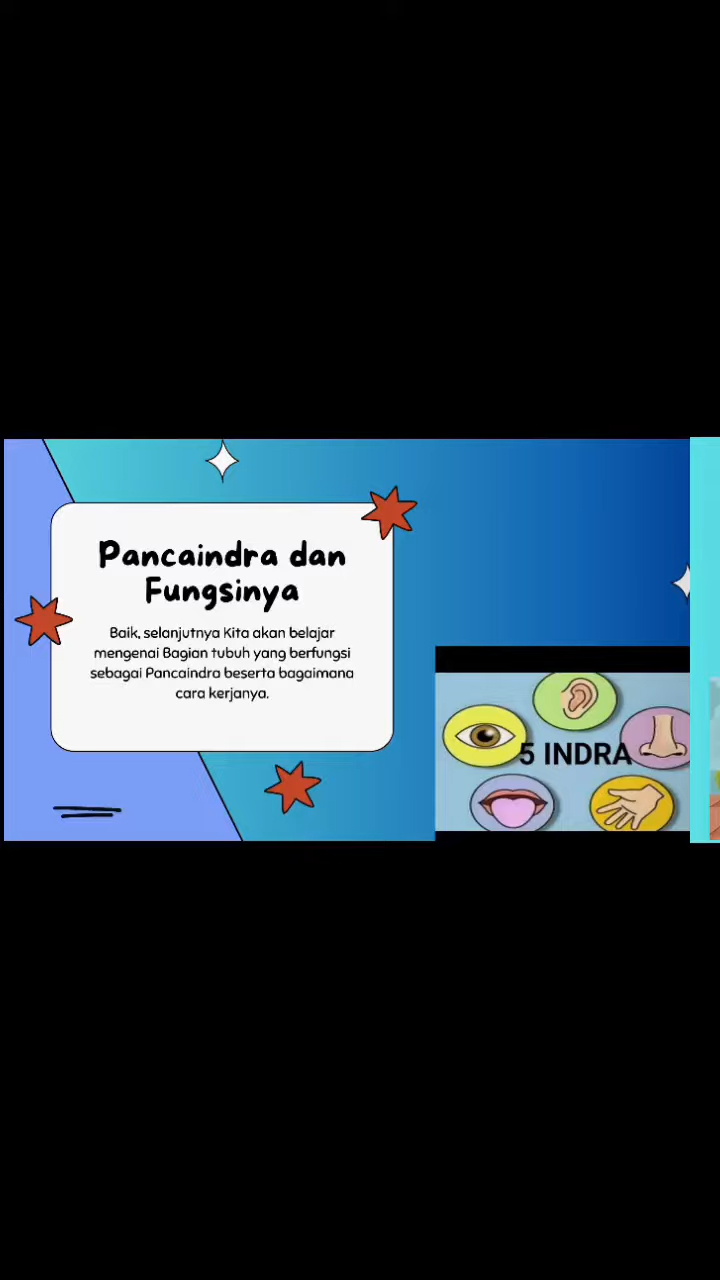 Pancaindra dan
Fungsinya
Baik, selanjutnya Kita akan belajar
mengenai Bagian tubuh yang berfungsi
sebagai Pancaindra beserta bagaimana
cara kerjanya.
5 INDRA